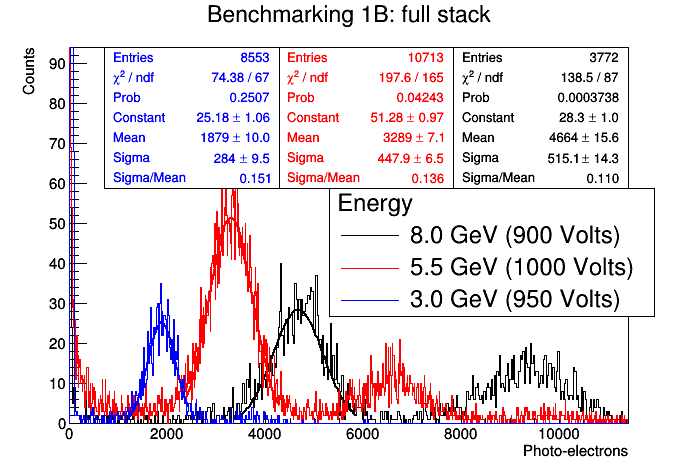 Benchmarking 1B: full stack
Counts
90
80
70
60
50
40
30
20
10
0
Entries 8553
χ² / ndf 74.38 / 67
Prob 0.2507
Constant 25.18 ± 1.06
Mean 1879 ± 10.0
Sigma 284 ± 9.5
Sigma/Mean 0.151
Entries 10713
χ² / ndf 197.6 / 165
Prob 0.04243
Constant 51.28 ± 0.97
Mean 3289 ± 7.1
Sigma 447.9 ± 6.5
Sigma/Mean 0.136
Entries 3772
χ² / ndf 138.5 / 87
Prob 0.0003738
Constant 28.3 ± 1.0
Mean 4664 ± 15.6
Sigma 515.1 ± 14.3
Sigma/Mean 0.110
Energy
8.0 GeV (900 Volts)
5.5 GeV (1000 Volts)
3.0 GeV (950 Volts)
0 2000 4000 6000 8000 10000
Photo-electrons